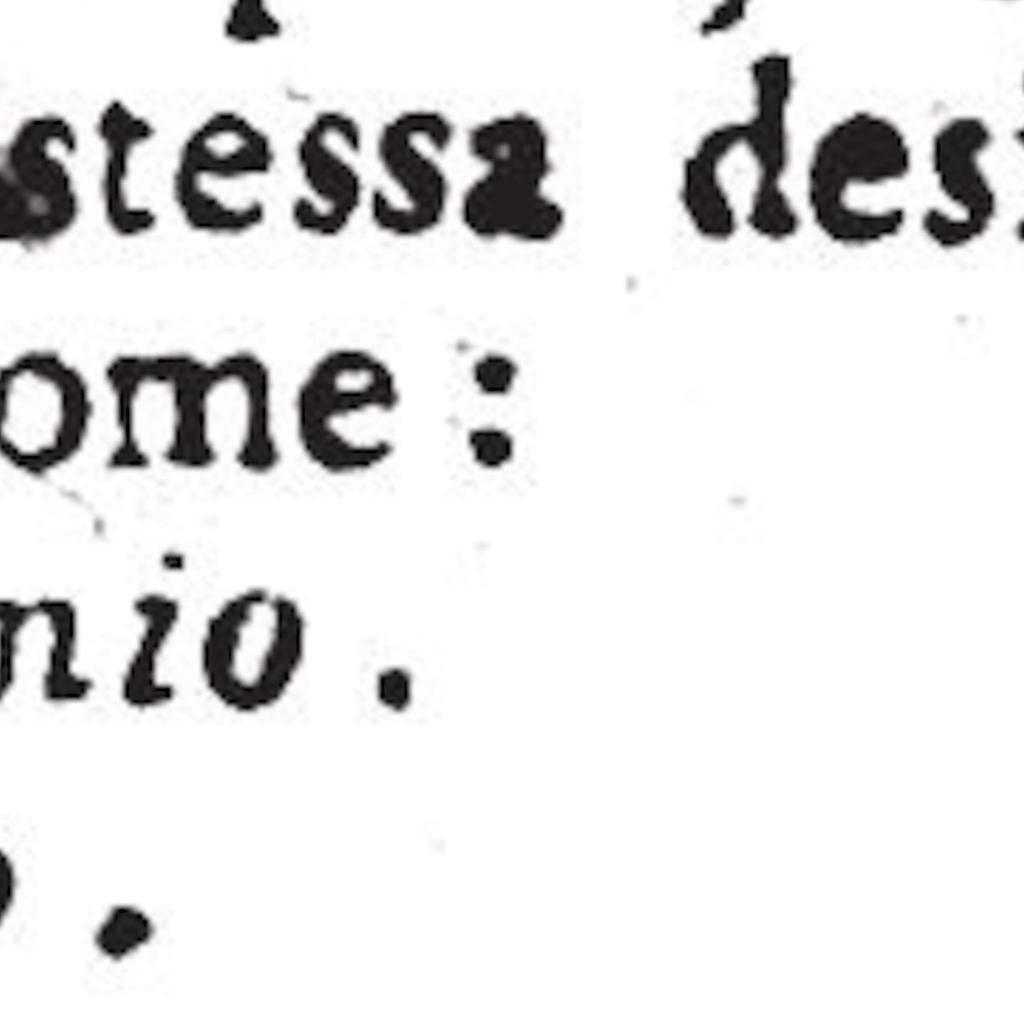 stessa des
ome :
nio .
.